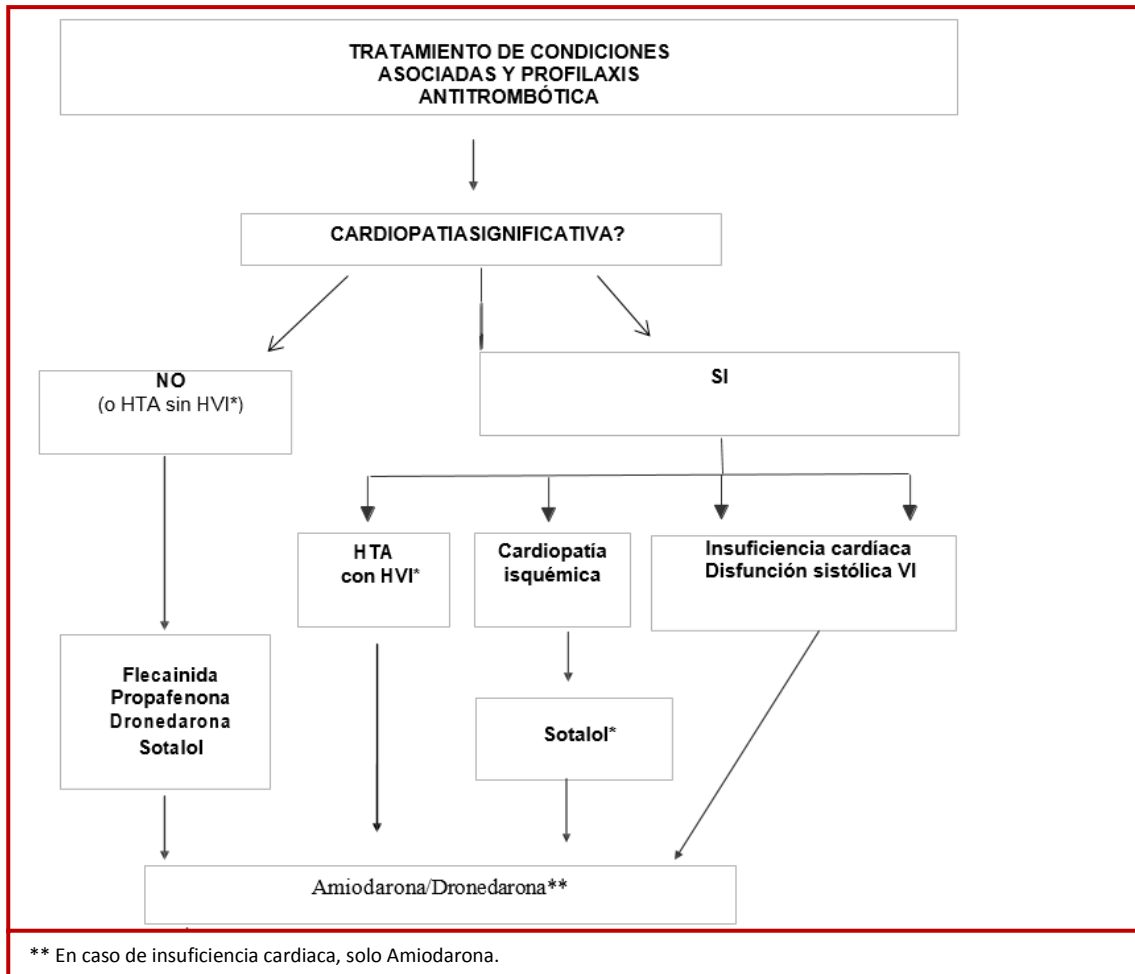 TRATAMIENTO DE CONDICIONES
ASOCIADAS Y PROFILAXIS
ANTITROMBÓTICA
CARDIOPATIASIGNIFICATIVA?
NO
(o HTA sin HVI*)
SI
HTA
con HVI*
Cardiopatía
isquémica
Insuficiencia cardíaca
Disfunción sistólica VI
Flecainida
Propafenona
Dronedarona
Sotalol
Sotalol*
Amiodarona/Dronedarona**
** En caso de insuficiencia cardiaca, solo Amiodarona.